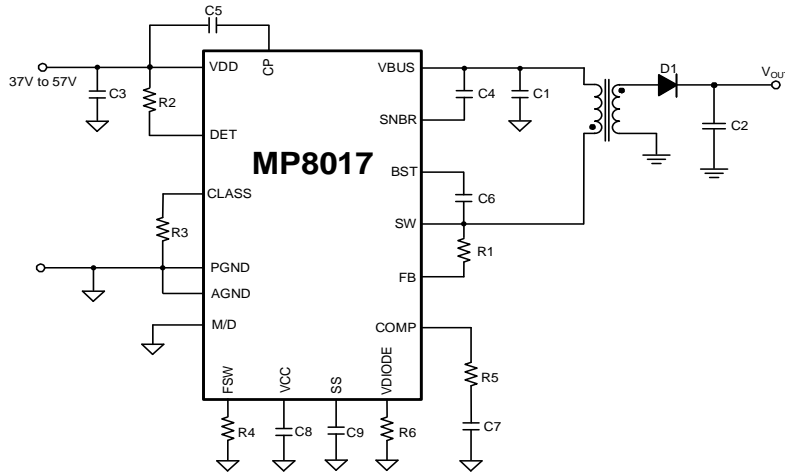 C5
VDD
CP
VBUS
D1
VOUT
37V to 57V
C3
R2
C4
C1
C2
SNBR
DET
MP8017
BST
CLASS
C6
SW
R3
R1
PGND
FB
AGND
M/D
COMP
FSW
VCC
SS
VDIODE
R5
R4
C8
C9
R6
C7